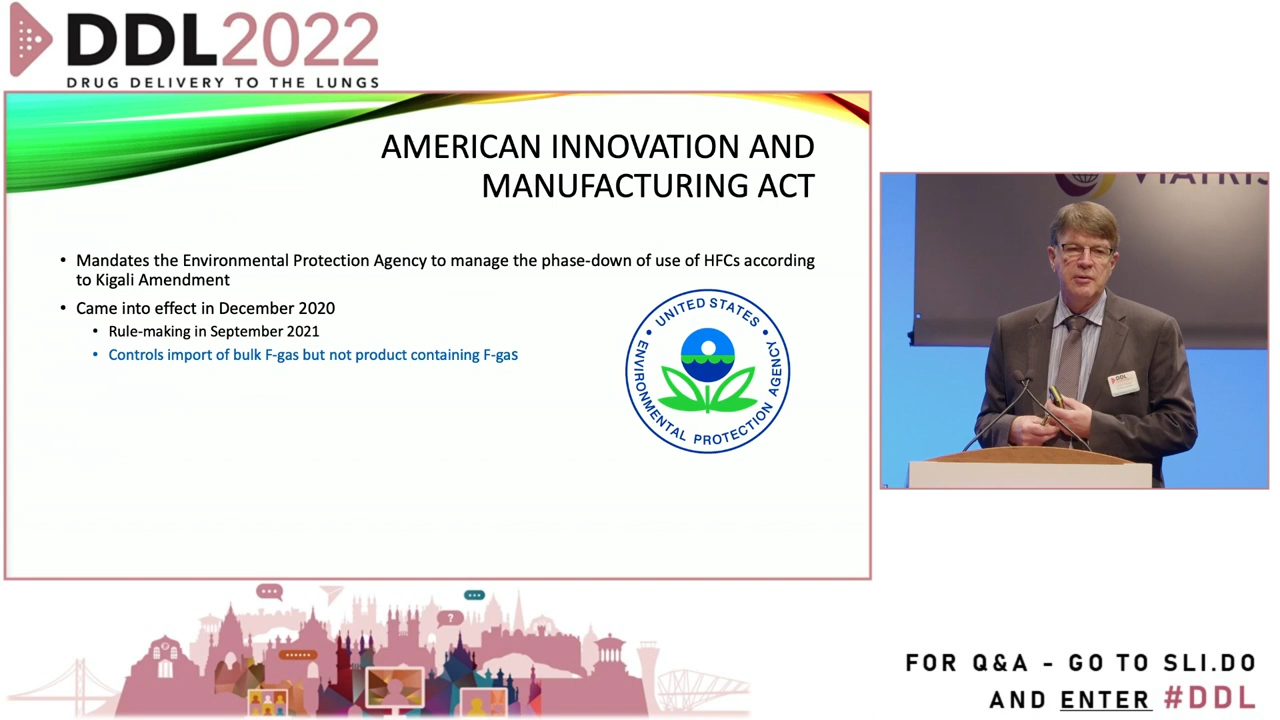 DDL2022
DRUG DELIVERY TO THE LUNGS
AMERICAN INNOVATION AND
MANUFACTURING ACT
• Mandates the Environmental Protection Agency to manage the phase-down of use of HFCs according
to Kigali Amendment
• Came into effect in December 2020
• Rule-making in September 2021
• Controls import of bulk F-gas but not product containing F-gas
UNITED STATES
ENVIRONMENTAL PROTECTION AGENCY
VIATRIS
DDL
?
FOR Q&A - GO TO SLI.DO
AND ENTER #DDL